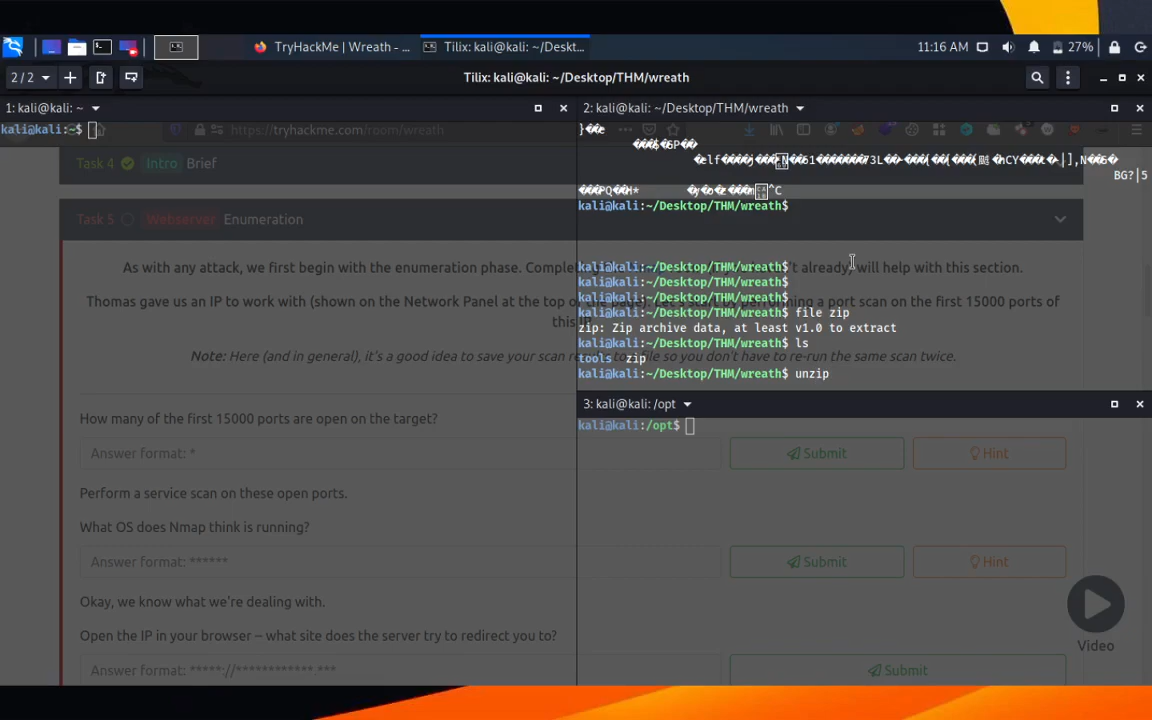 TryHackMe | Wreath - ...
Tilix: kali@kali: ~/Deskt...
11:16 AM
27%
2/2
Tilix: kali@kali: ~/Desktop/THM/wreath
1: kali@kali: ~
kali@kali:~$
2: kali@kali: ~/Desktop/THM/wreath
https://tryhackme.com/room/wreath
Task 4 Intro Brief
Task 5 Webserver Enumeration
As with any attack, we first begin with the enumeration phase. Comple
't already, will help with this section.
Thomas gave us an IP to work with (shown on the Network Panel at the top o
performing a port scan on the first 15000 ports of
this
Note: Here (and in general), it's a good idea to save your scan re
file so you don't have to re-run the same scan twice.
BG?|5
^C
kali@kali:~/Desktop/THM/wreath$
kali@kali:~/Desktop/THM/wreath$
kali@kali:~/Desktop/THM/wreath$
kali@kali:~/Desktop/THM/wreath$
kali@kali:~/Desktop/THM/wreath$ file zip
zip: Zip archive data, at least v1.0 to extract
kali@kali:~/Desktop/THM/wreath$ ls
tools zip
kali@kali:~/Desktop/THM/wreath$ unzip
3: kali@kali: /opt
kali@kali:/opt$
How many of the first 15000 ports are open on the target?
Answer format: *
Submit
Hint
Perform a service scan on these open ports.
What OS does Nmap think is running?
Answer format: ******
Submit
Hint
Okay, we know what we're dealing with.
Open the IP in your browser – what site does the server try to redirect you to?
Answer format: *****://************.***
Submit
Video